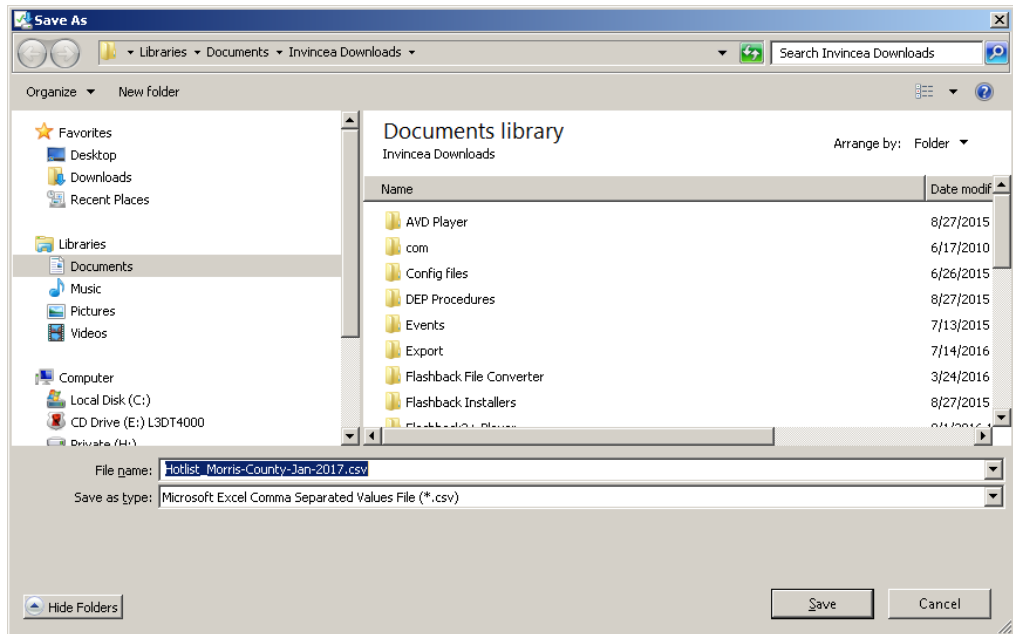 Save As
Libraries Documents Invincea Downloads
Search Invincea Downloads
Organize New folder
Favorites
Desktop
Downloads
Recent Places
Libraries
Documents
Music
Pictures
Videos
Computer
Local Disk (C:)
CD Drive (E:) L3DT4000
Private (H:)
Documents library
Invincea Downloads
Arrange by: Folder
Name Date modif
AVD Player 8/27/2015
com 6/17/2010
Config files 6/26/2015
DEP Procedures 8/27/2015
Events 7/13/2015
Export 7/14/2016
Flashback File Converter 3/24/2016
Flashback Installers 8/27/2015
File name: Hotlist_Morris-County-Jan-2017.csv
Save as type: Microsoft Excel Comma Separated Values File (*.csv)
Hide Folders
Save Cancel